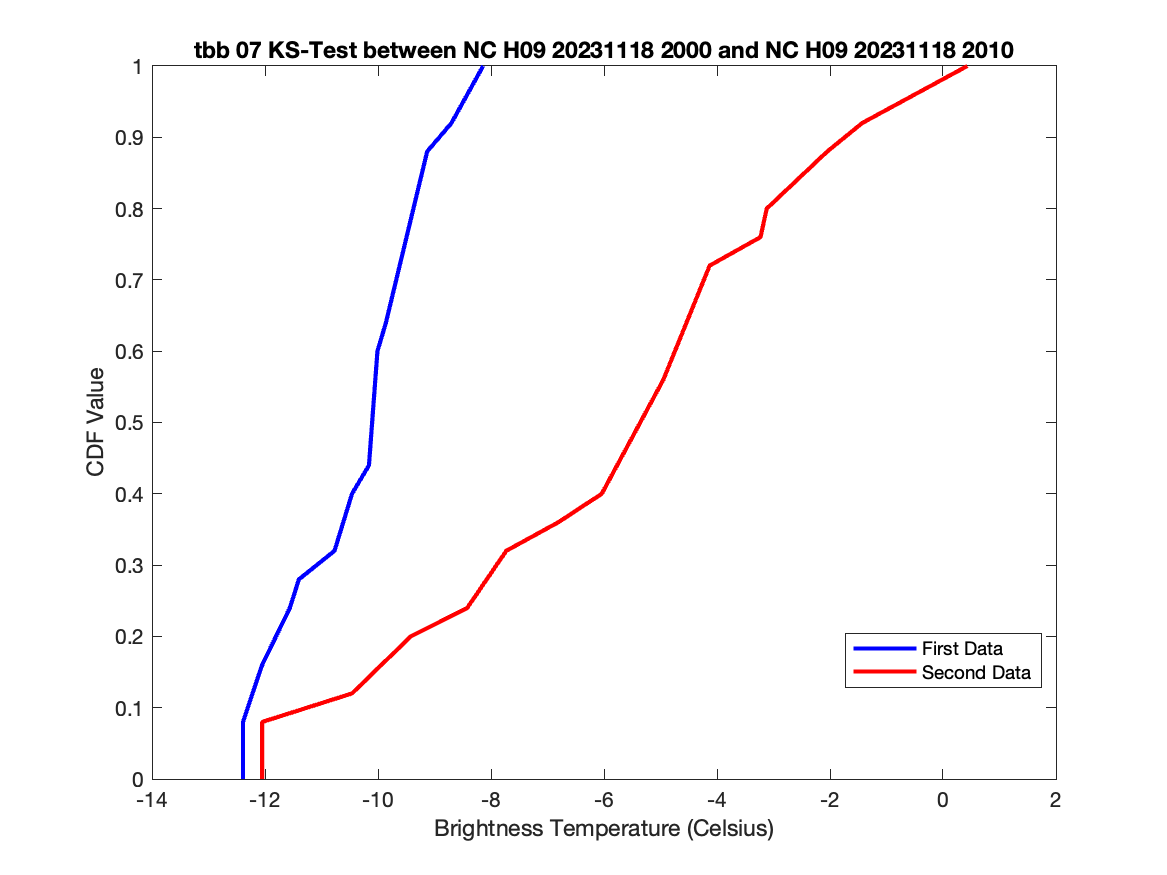 tbb 07 KS-Test between NC H09 20231118 2000 and NC H09 20231118 2010
1
0.9
0.8
0.7
0.6
0.5
0.4
0.3
0.2
0.1
0
CDF Value
First Data
Second Data
-14 -12 -10 -8 -6 -4 -2 0 2
Brightness Temperature (Celsius)